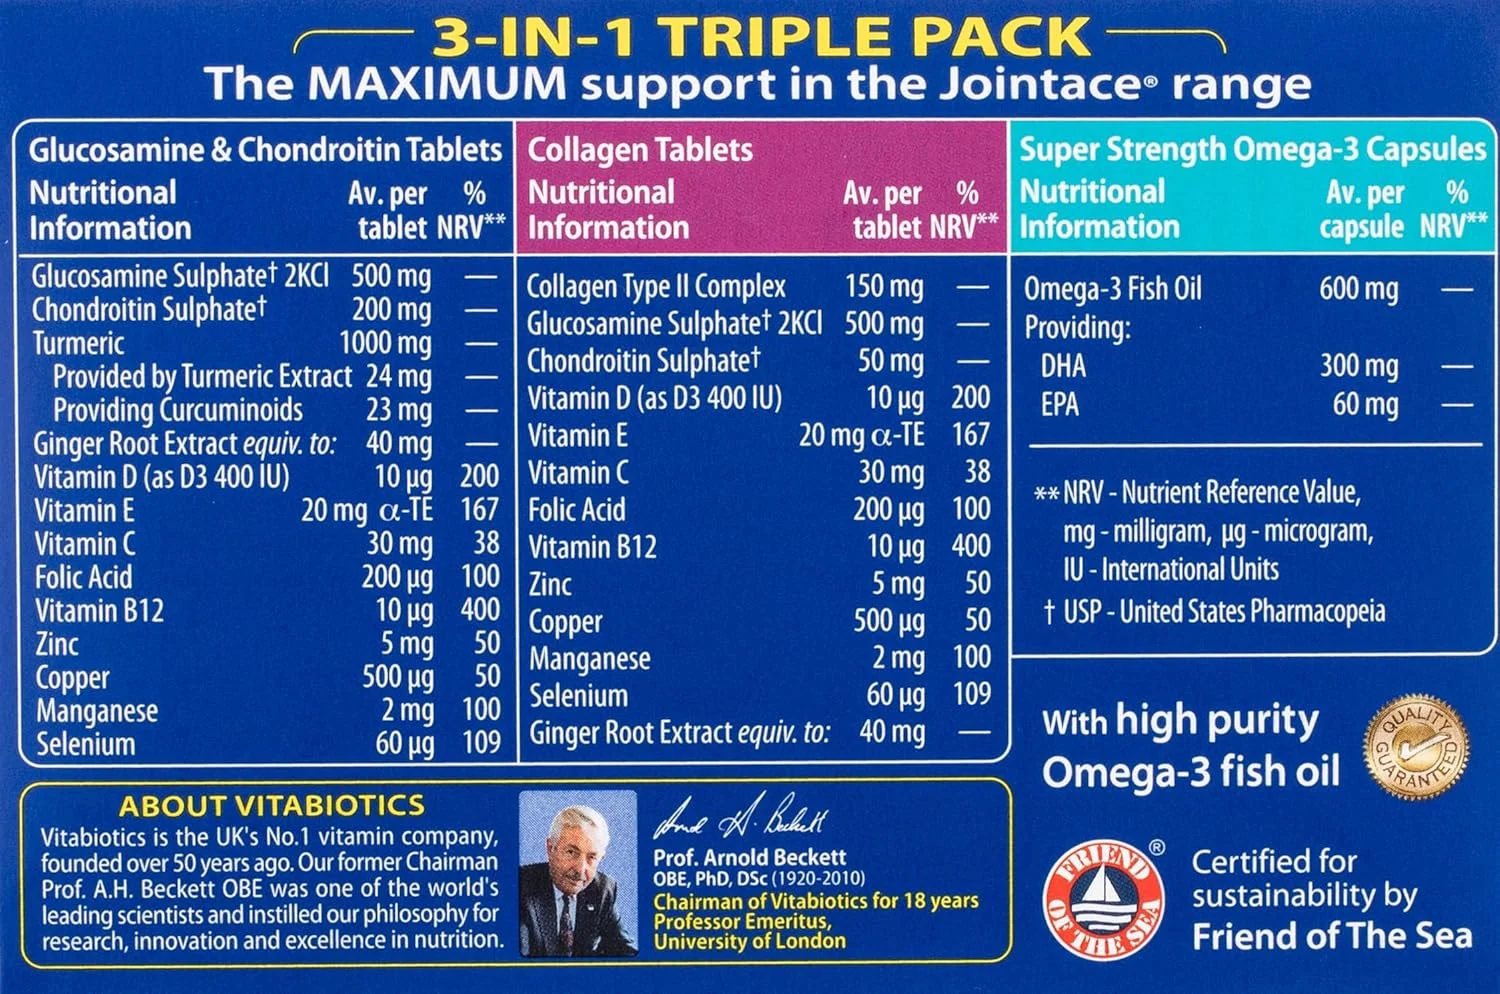 3-IN-1 TRIPLE PACK
The MAXIMUM support in the Jointace® range
Glucosamine & Chondroitin Tablets
Nutritional Information Av. per tablet % NRV**
Glucosamine Sulphate† 2KCl 500 mg —
Chondroitin Sulphate† 200 mg —
Turmeric 1000 mg —
Provided by Turmeric Extract 24 mg —
Providing Curcuminoids 23 mg —
Ginger Root Extract equiv. to: 40 mg —
Vitamin D (as D3 400 IU) 10 µg 200
Vitamin E 20 mg α-TE 167
Vitamin C 30 mg 38
Folic Acid 200 µg 100
Vitamin B12 10 µg 400
Zinc 5 mg 50
Copper 500 µg 50
Manganese 2 mg 100
Selenium 60 µg 109
Collagen Tablets
Nutritional Information Av. per tablet % NRV**
Collagen Type II Complex 150 mg —
Glucosamine Sulphate† 2KCl 500 mg —
Chondroitin Sulphate† 50 mg —
Vitamin D (as D3 400 IU) 10 µg 200
Vitamin E 20 mg α-TE 167
Vitamin C 30 mg 38
Folic Acid 200 µg 100
Vitamin B12 10 µg 400
Zinc 5 mg 50
Copper 500 µg 50
Manganese 2 mg 100
Selenium 60 µg 109
Ginger Root Extract equiv. to: 40 mg —
Super Strength Omega-3 Capsules
Nutritional Information Av. per capsule % NRV**
Omega-3 Fish Oil 600 mg —
Providing:
DHA 300 mg —
EPA 60 mg —
** NRV - Nutrient Reference Value,
mg - milligram, µg - microgram,
IU - International Units
† USP - United States Pharmacopeia
With high purity
Omega-3 fish oil
QUALITY
GUARANTEED
ABOUT VITABIOTICS
Vitabiotics is the UK's No.1 vitamin company,
founded over 50 years ago. Our former Chairman
Prof. A.H. Beckett OBE was one of the world's
leading scientists and instilled our philosophy for
research, innovation and excellence in nutrition.
Prof. Arnold Beckett
OBE, PhD, DSc (1920-2010)
Chairman of Vitabiotics for 18 years
Professor Emeritus,
University of London
FRIEND
OF THE SEA
®
Certified for
sustainability by
Friend of The Sea